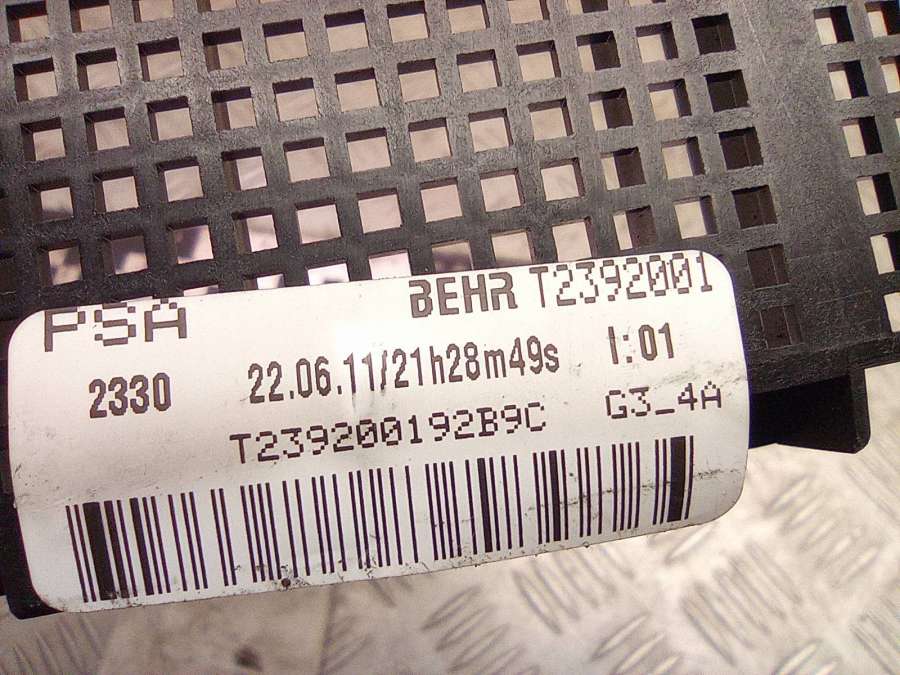 PSA BEHR T2392001
2330 22.06.11/21h28m49s I:01
T239200192B9C G3_4A